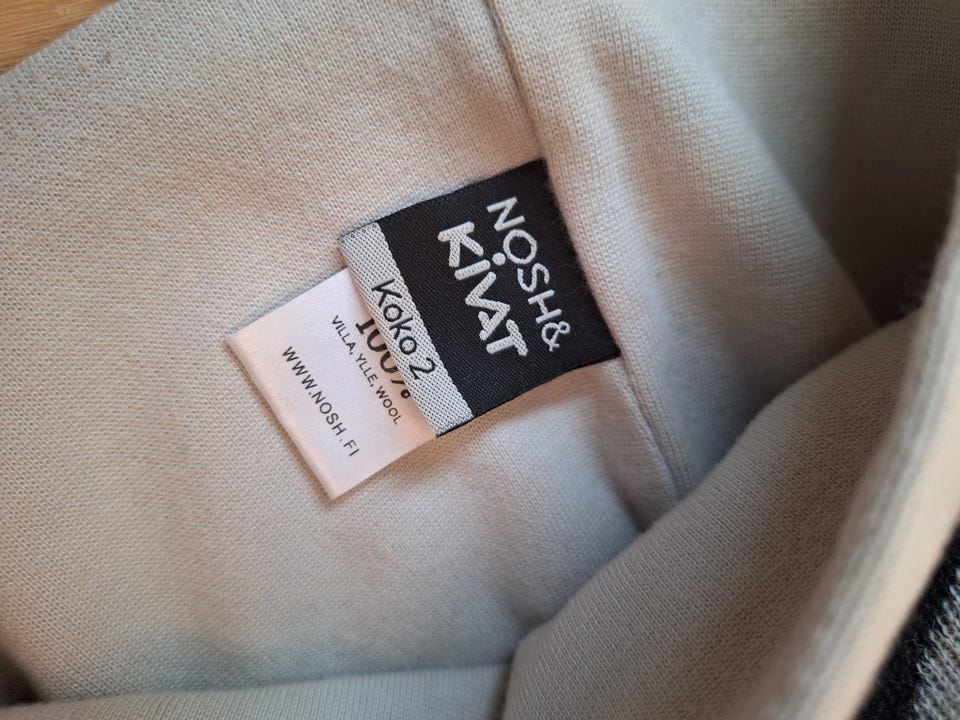 NOSH&
KIVAT
Koko 2
100%
VILLA, YLLE, WOOL
WWW.NOSH.FI